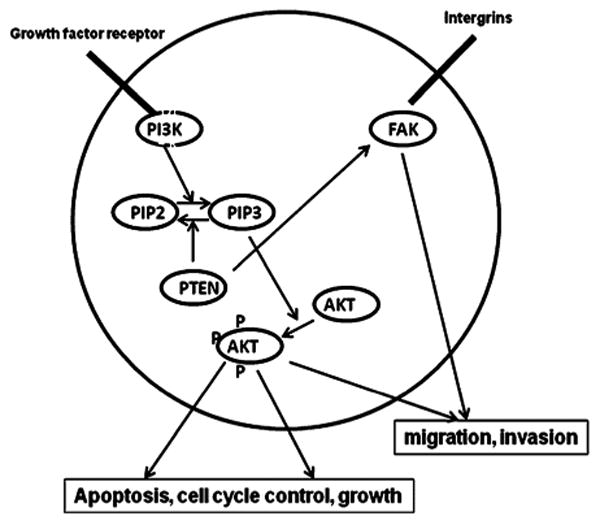 Intergrins
Growth factor receptor
PI3K
FAK
PIP2
PIP3
PTEN
AKT
P
P
AKT
P
migration, invasion
Apoptosis, cell cycle control, growth